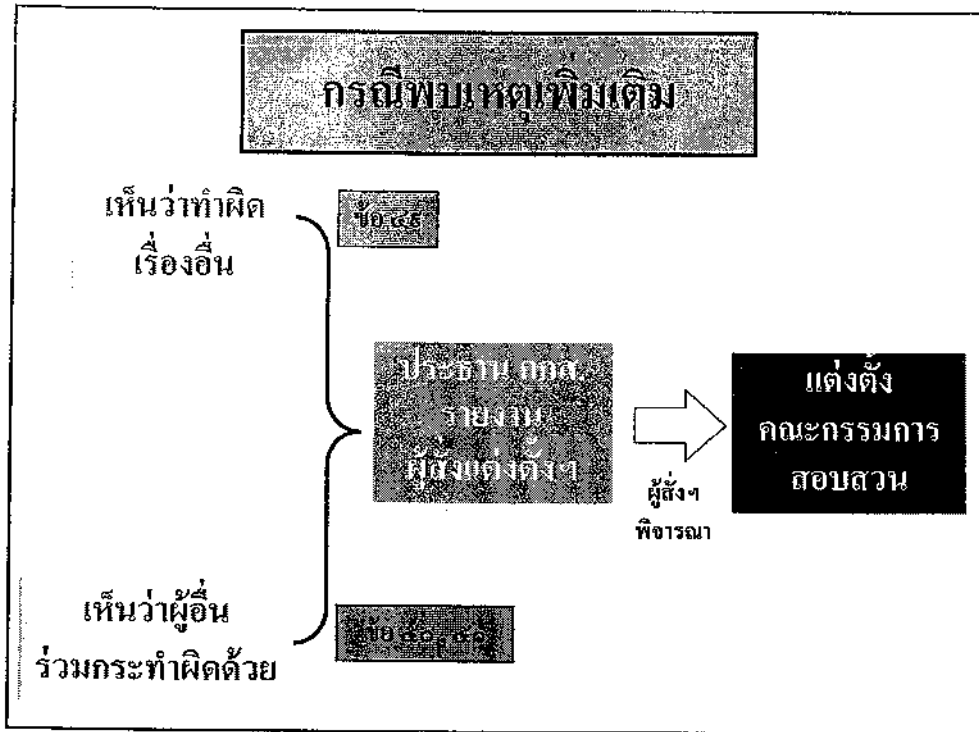 กรณีพบเหตุเพิ่มเติม
เห็นว่าทำผิด
เรื่องอื่น
ข้อ ๔๙
ประธาน กกส.
รายงาน
ผู้สั่งแต่งตั้งฯ
ผู้สั่งฯ
พิจารณา
แต่งตั้ง
คณะกรรมการ
สอบสวน
เห็นว่าผู้อื่น
ร่วมกระทำผิดด้วย
ข้อ